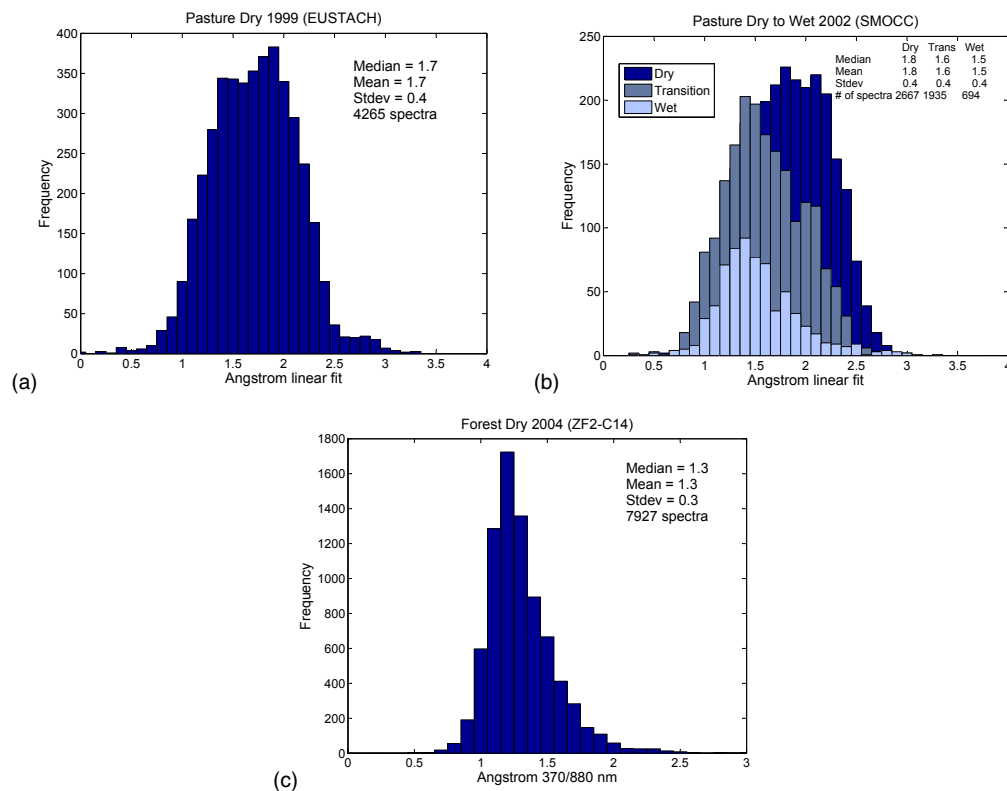 Pasture Dry 1999 (EUSTACH)
400
350
300
250
200
150
100
50
0
Frequency
Median = 1.7
Mean = 1.7
Stdev = 0.4
4265 spectra
0 0.5 1 1.5 2 2.5 3 3.5 4
Angstrom linear fit
(a)
Pasture Dry to Wet 2002 (SMOCC)
250
200
150
100
50
0
Frequency
Dry
Transition
Wet
Dry Trans Wet
Median 1.8 1.6 1.5
Mean 1.8 1.6 1.5
Stdev 0.4 0.4 0.4
# of spectra 2667 1935 694
0 0.5 1 1.5 2 2.5 3 3.5 4
Angstrom linear fit
(b)
Forest Dry 2004 (ZF2-C14)
1800
1600
1400
1200
1000
800
600
400
200
0
Frequency
Median = 1.3
Mean = 1.3
Stdev = 0.3
7927 spectra
0 0.5 1 1.5 2 2.5 3
Angstrom 370/880 nm
(c)